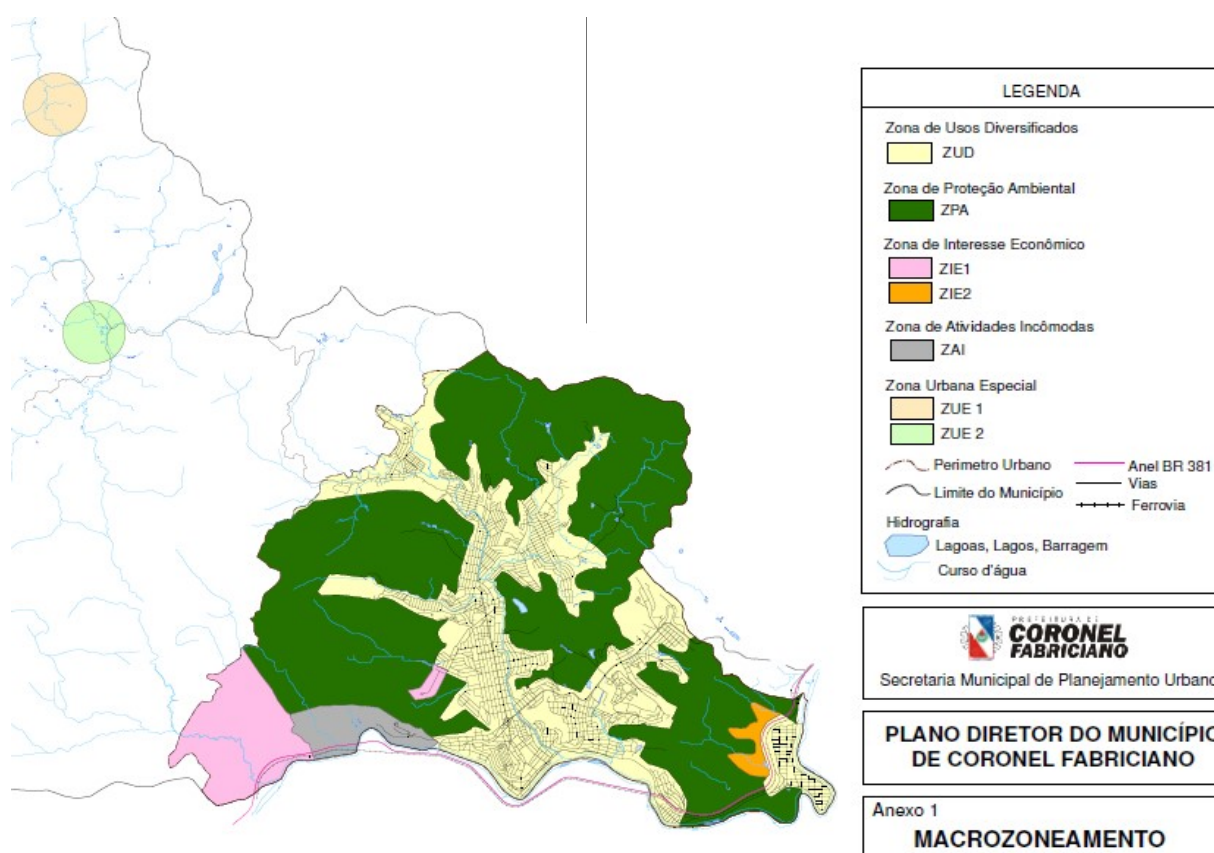 LEGENDA
Zona de Usos Diversificados
ZUD
Zona de Proteção Ambiental
ZPA
Zona de Interesse Econômico
ZIE1
ZIE2
Zona de Atividades Incômodas
ZAI
Zona Urbana Especial
ZUE 1
ZUE 2
Perimetro Urbano
Anel BR 381
Vias
Limite do Município
Ferrovia
Hidrografia
Lagoas, Lagos, Barragem
Curso d'água
PREFEITURA DE
CORONEL
FABRICIANO
Secretaria Municipal de Planejamento Urbano
PLANO DIRETOR DO MUNICÍPIO
DE CORONEL FABRICIANO
Anexo 1
MACROZONEAMENTO